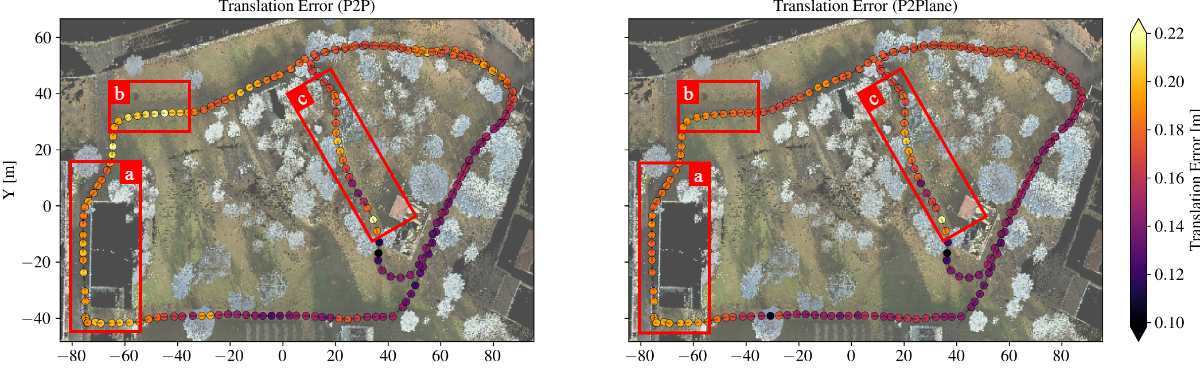 Translation Error (P2P)
Translation Error (P2Plane)
60
40
20
0
−20
−40
Y [m]
b
a
c
b
a
c
−80 −60 −40 −20 0 20 40 60 80
−80 −60 −40 −20 0 20 40 60 80
0.22
0.20
0.18
0.16
0.14
0.12
0.10
Translation Error [m]